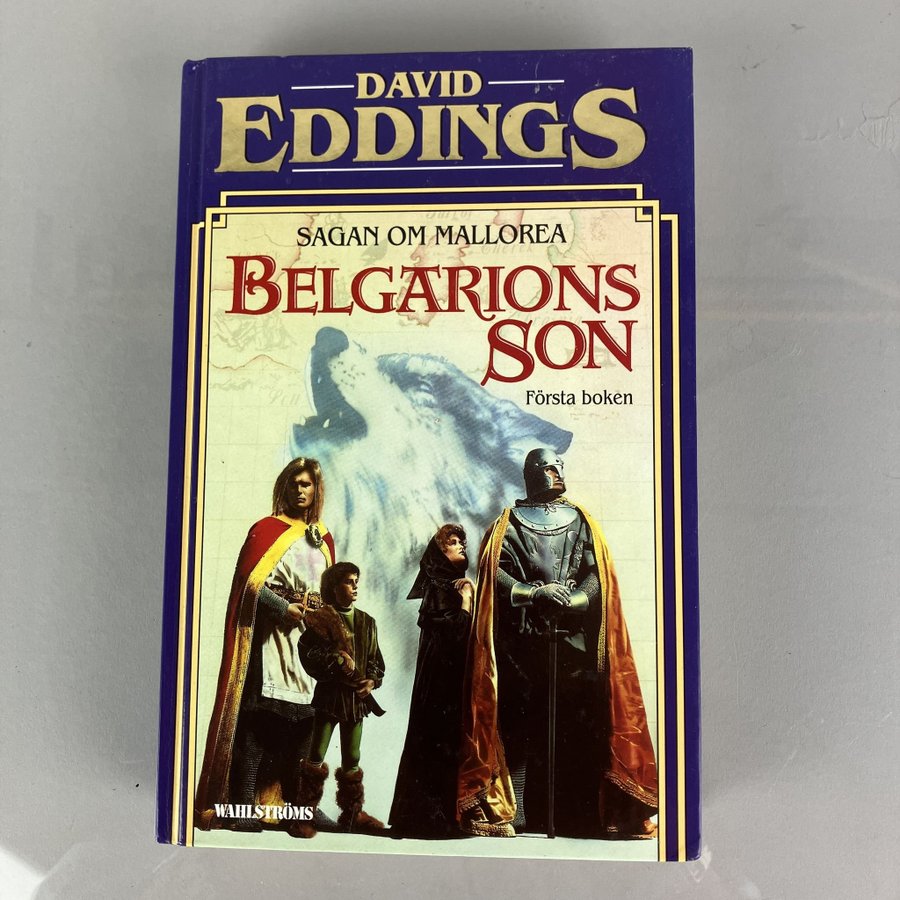 DAVID
EDDINGS
SAGAN OM MALLOREA
BELGARIONS
SON
Första boken
WAHLSTRÖMS